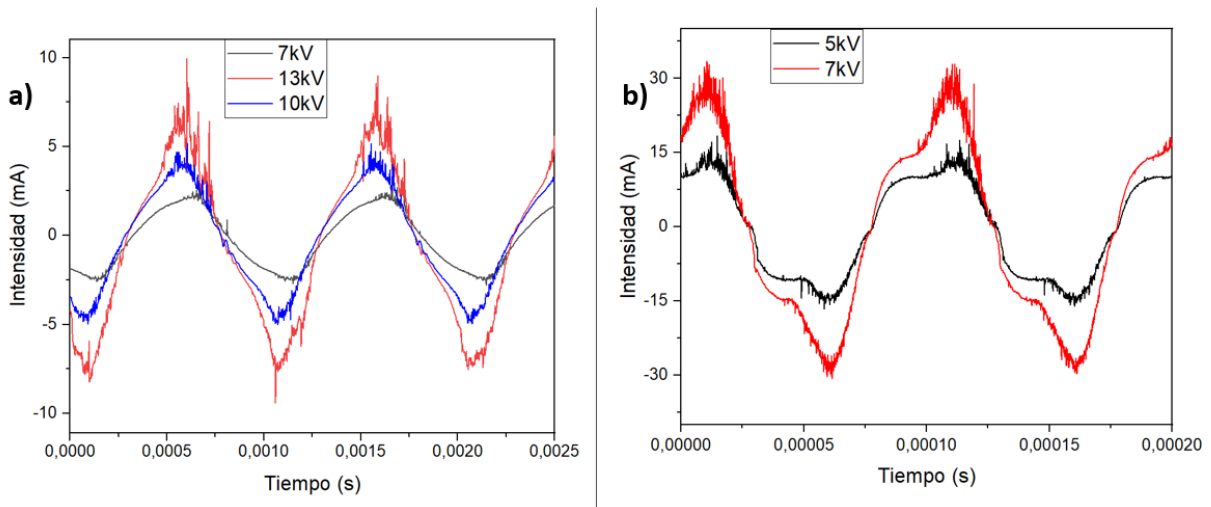 a)
7kV
13kV
10kV
10
5
0
-5
-10
Intensidad (mA)
0,0000 0,0005 0,0010 0,0015 0,0020 0,0025
Tiempo (s)
b)
5kV
7kV
30
15
0
-15
-30
Intensidad (mA)
0,00000 0,00005 0,00010 0,00015 0,00020
Tiempo (s)